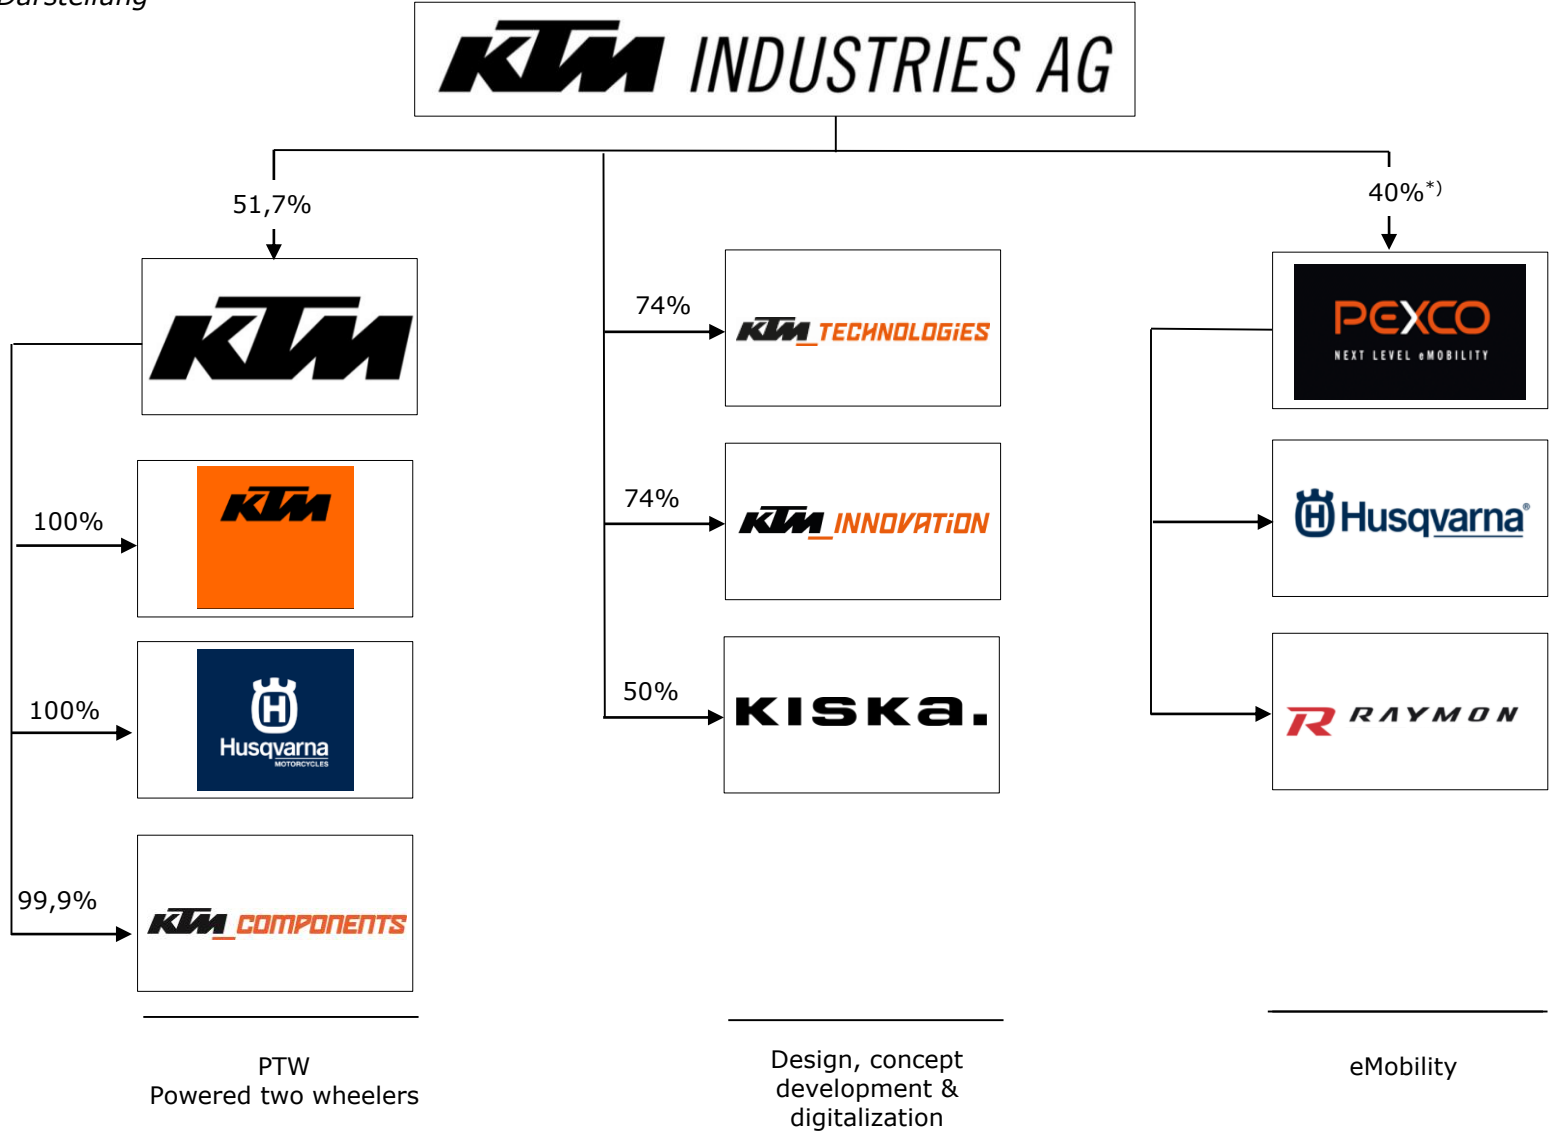 Darstellung
KTM INDUSTRIES AG
51,7%
40%*)
KTM
74%
KTM_TECHNOLOGiES
PEXCO
NEXT LEVEL eMOBILITY
100%
KTM
74%
KTM_INNOVATiON
Husqvarna®
100%
Husqvarna
MOTORCYCLES
50%
KISKa.
R RAYMON
99,9%
KTM_COMPONENTS
PTW
Powered two wheelers
Design, concept
development &
digitalization
eMobility